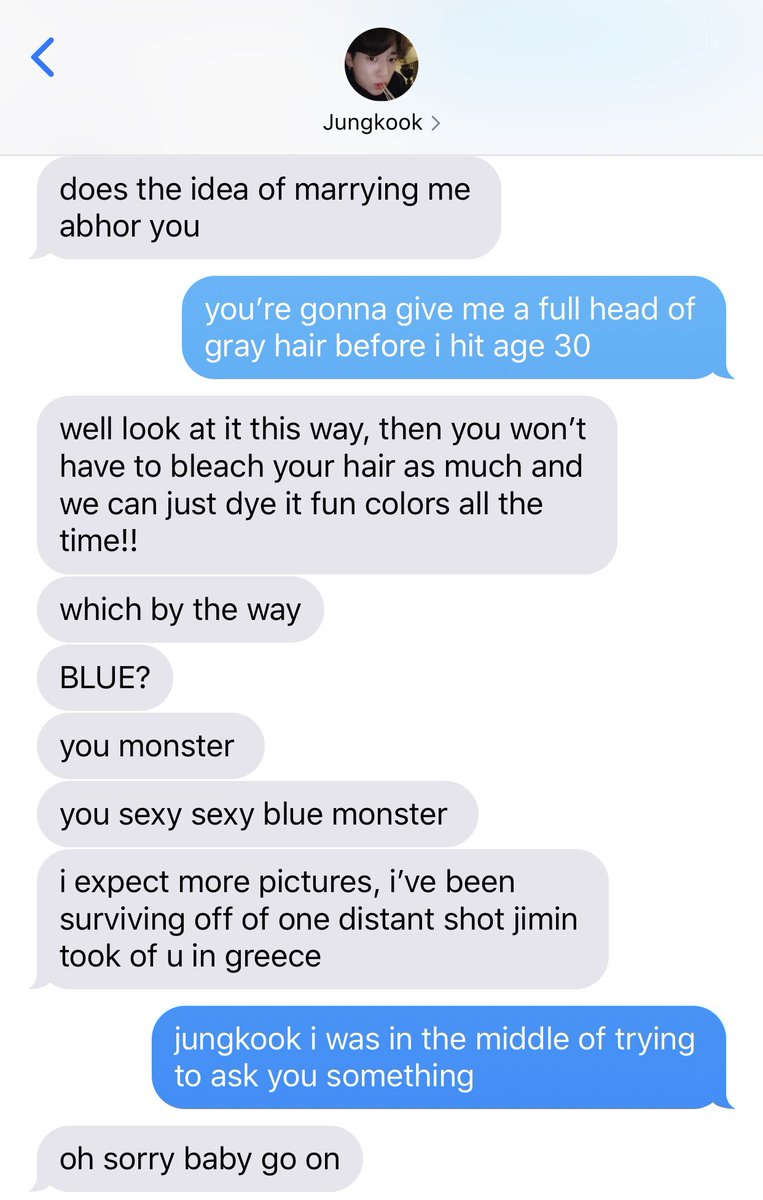 Jungkook
does the idea of marrying me
abhor you
you’re gonna give me a full head of
gray hair before i hit age 30
well look at it this way, then you won’t
have to bleach your hair as much and
we can just dye it fun colors all the
time!!
which by the way
BLUE?
you monster
you sexy sexy blue monster
i expect more pictures, i’ve been
surviving off of one distant shot jimin
took of u in greece
jungkook i was in the middle of trying
to ask you something
oh sorry baby go on